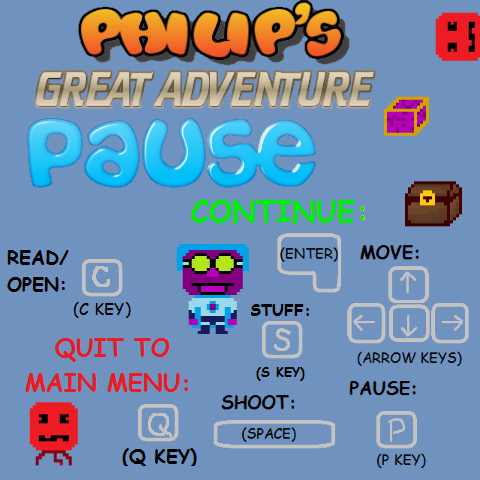 PHILIP'S
GREAT ADVENTURE
pause
CONTINUE:
(ENTER)
READ/
OPEN:
C
(C KEY)
MOVE:
↑
← ↓ →
(ARROW KEYS)
STUFF:
S
(S KEY)
QUIT TO
MAIN MENU:
Q
(Q KEY)
SHOOT:
(SPACE)
PAUSE:
P
(P KEY)